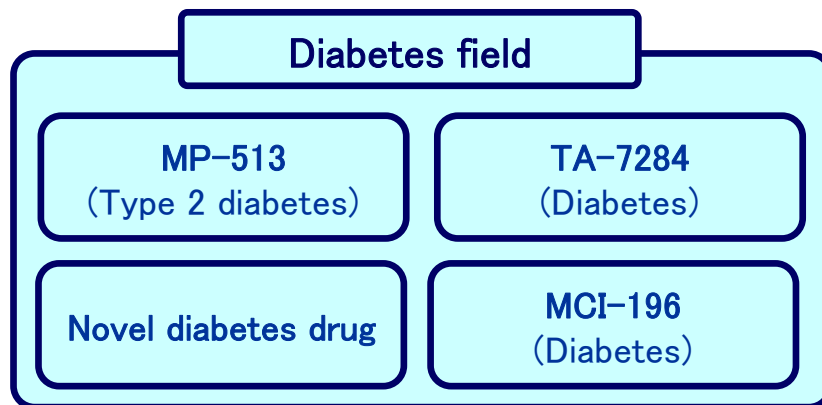 Diabetes field
MP-513
(Type 2 diabetes)
TA-7284
(Diabetes)
Novel diabetes drug
MCI-196
(Diabetes)